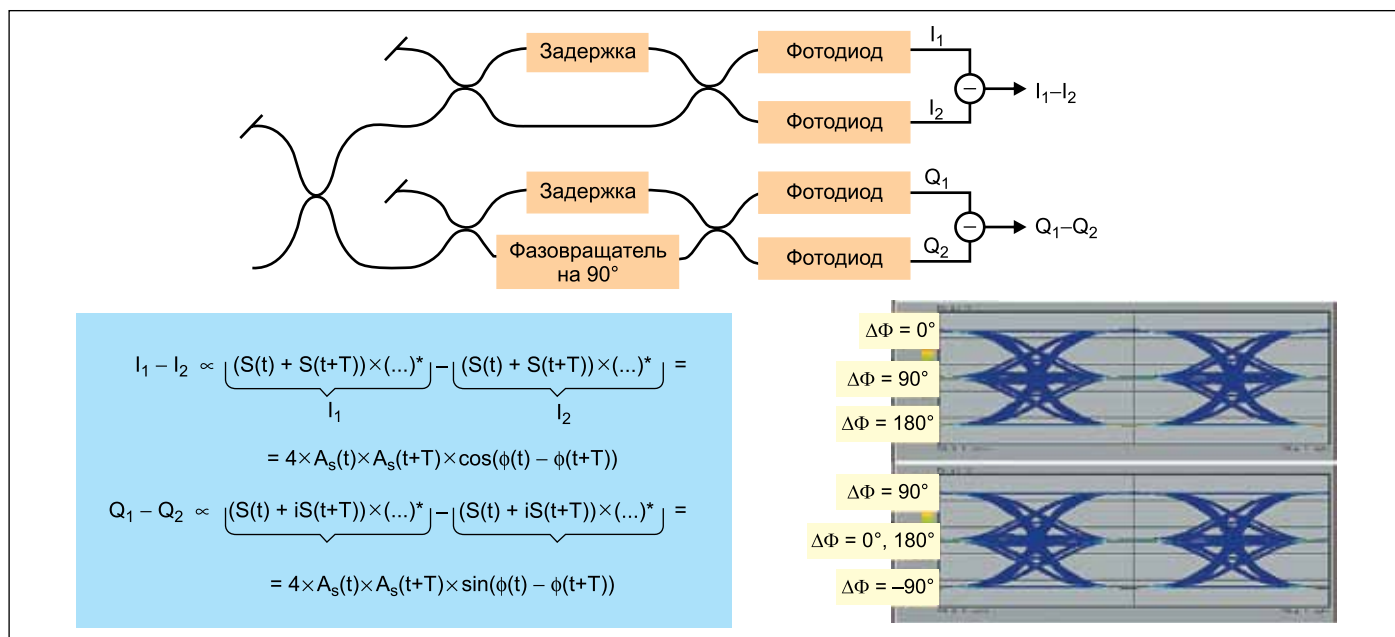 Задержка
Фотодиод
I₁
I₁–I₂
Фотодиод
I₂
Задержка
Фотодиод
Q₁
Q₁–Q₂
Фазовращатель
на 90°
Фотодиод
Q₂
I₁ – I₂ ∝ (S(t) + S(t+T))×(...)* – (S(t) + S(t+T))×(...)* =
I₁ I₂
= 4×Aₛ(t)×Aₛ(t+T)×cos(ϕ(t) – ϕ(t+T))
Q₁ – Q₂ ∝ (S(t) + iS(t+T))×(...)* – (S(t) + iS(t+T))×(...)* =
= 4×Aₛ(t)×Aₛ(t+T)×sin(ϕ(t) – ϕ(t+T))
ΔΦ = 0°
ΔΦ = 90°
ΔΦ = 180°
ΔΦ = 90°
ΔΦ = 0°, 180°
ΔΦ = –90°